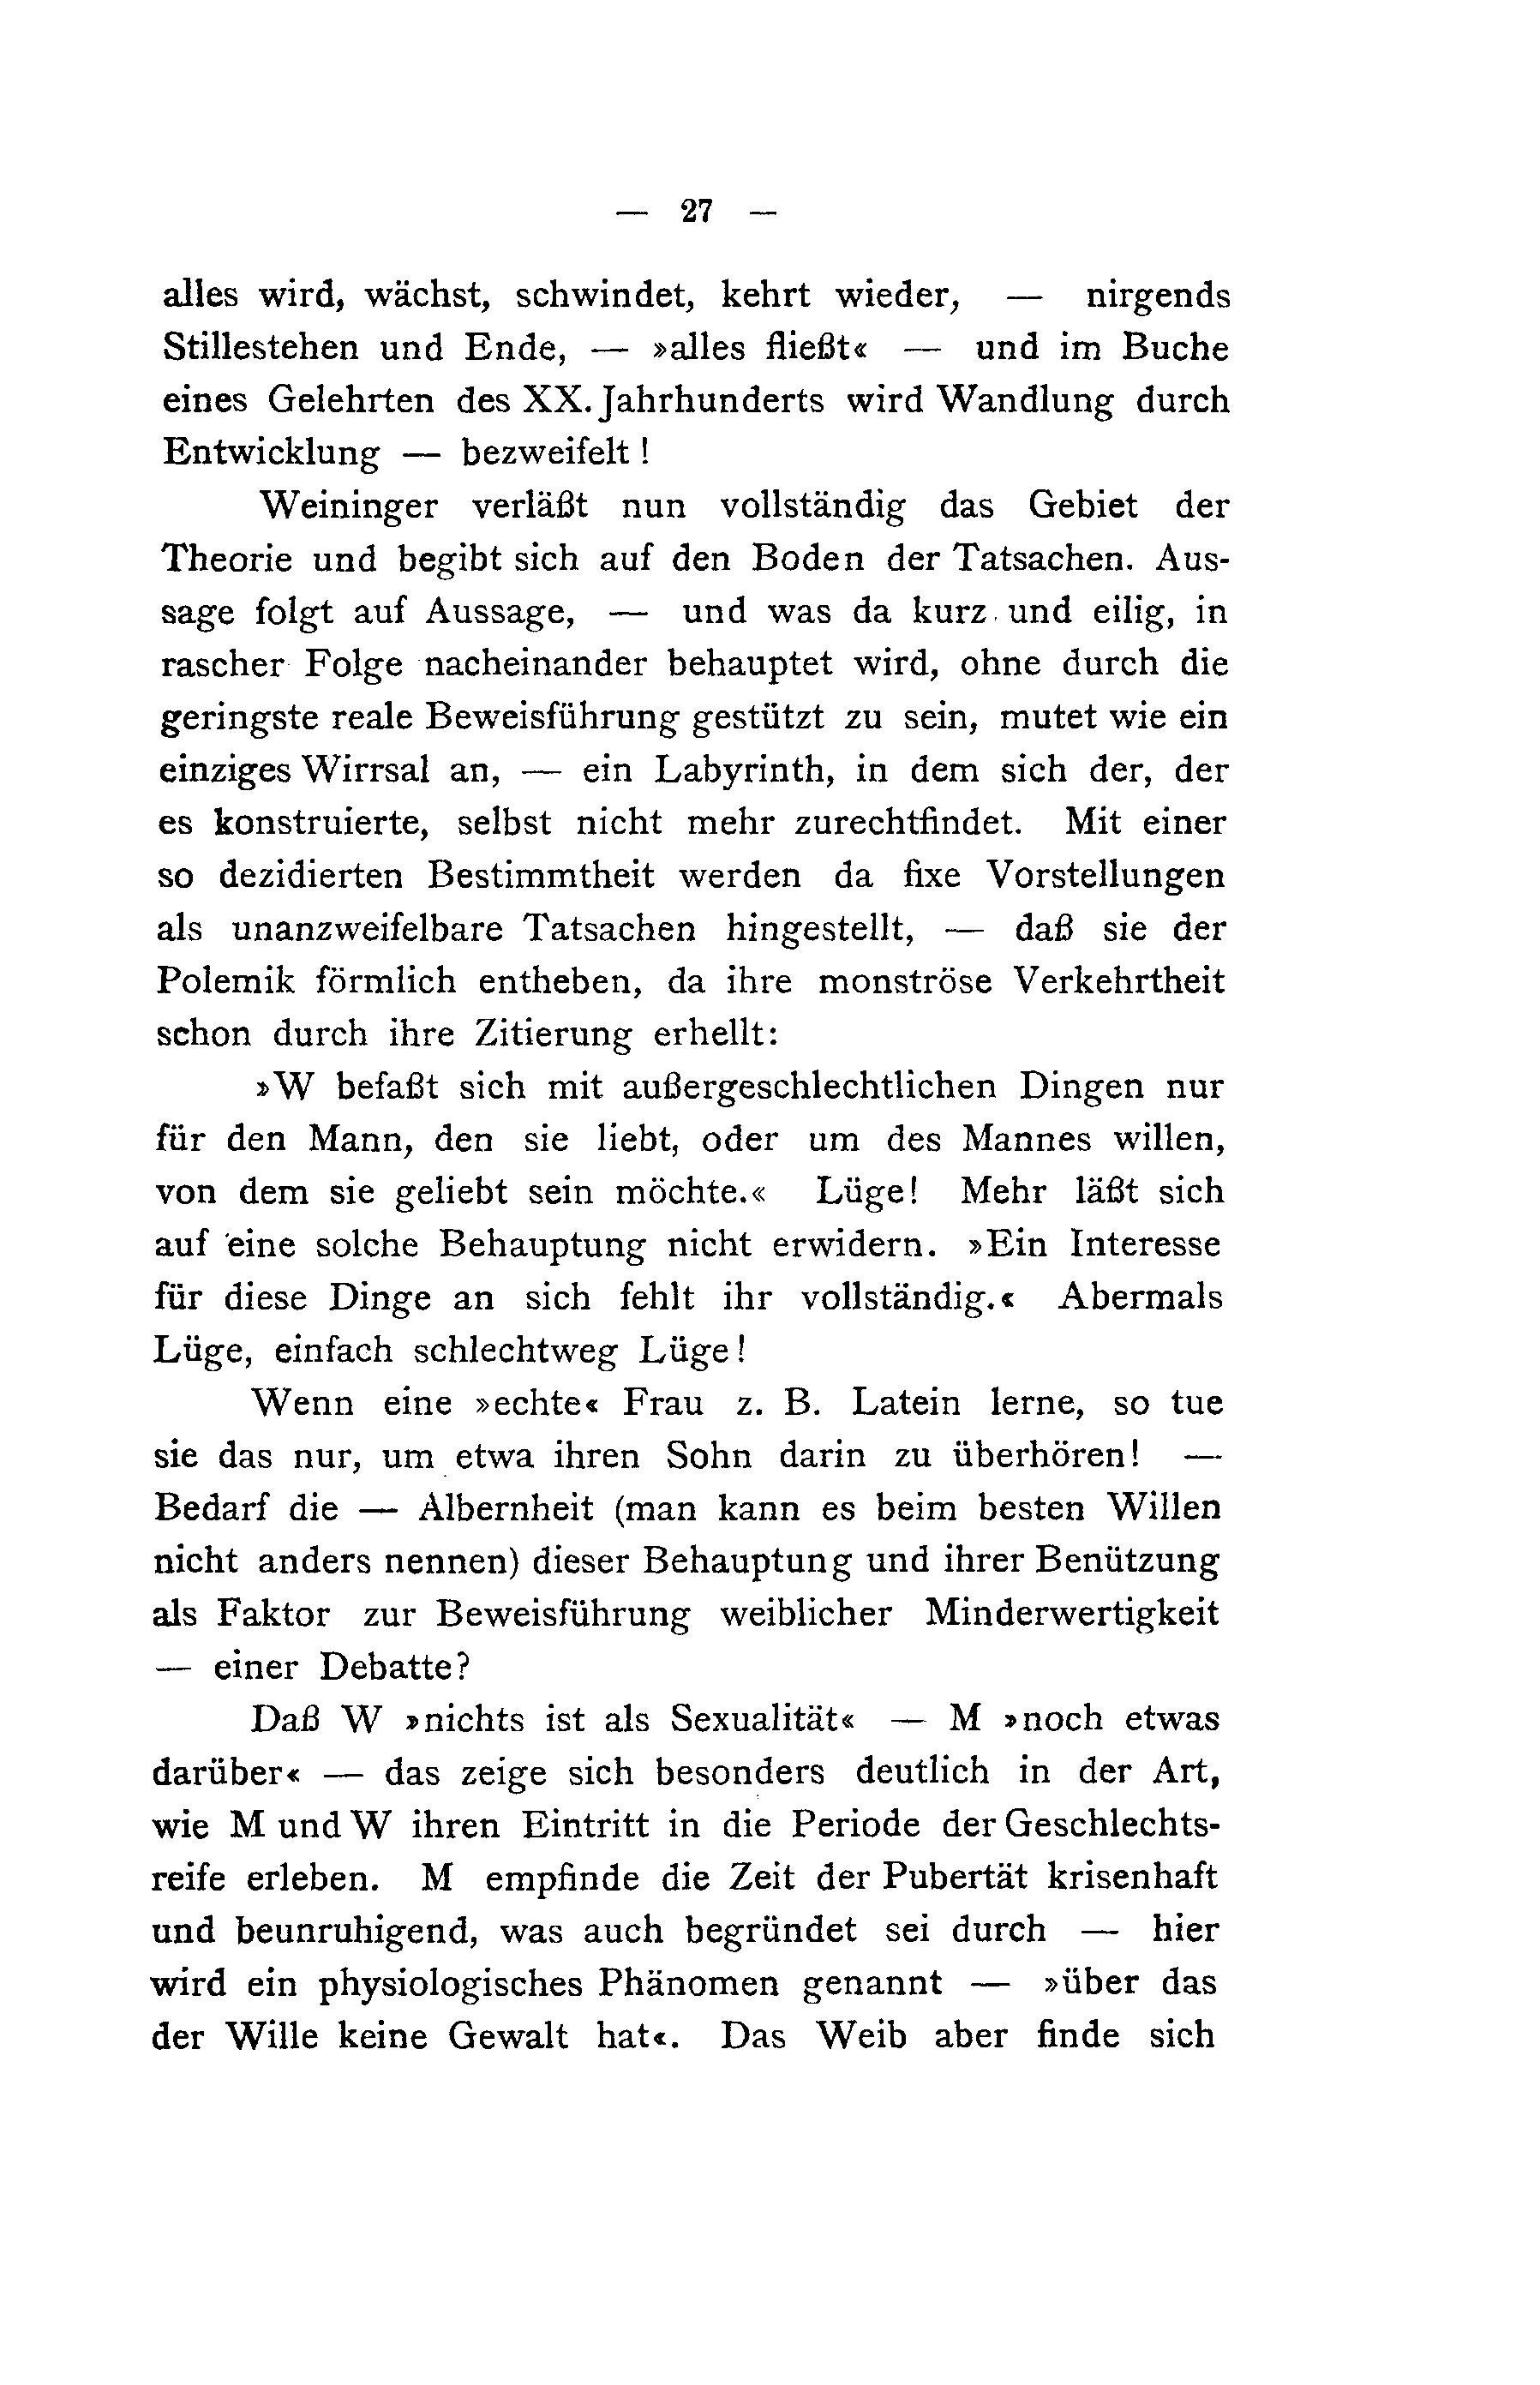 — 27 —
alles wird, wächst, schwindet, kehrt wieder, — nirgends
Stillestehen und Ende, — »alles fließt« — und im Buche
eines Gelehrten des XX. Jahrhunderts wird Wandlung durch
Entwicklung — bezweifelt!
Weininger verläßt nun vollständig das Gebiet der
Theorie und begibt sich auf den Boden der Tatsachen. Aus-
sage folgt auf Aussage, — und was da kurz und eilig, in
rascher Folge nacheinander behauptet wird, ohne durch die
geringste reale Beweisführung gestützt zu sein, mutet wie ein
einziges Wirrsal an, — ein Labyrinth, in dem sich der, der
es konstruierte, selbst nicht mehr zurechtfindet. Mit einer
so dezidierten Bestimmtheit werden da fixe Vorstellungen
als unanzweifelbare Tatsachen hingestellt, — daß sie der
Polemik förmlich entheben, da ihre monströse Verkehrtheit
schon durch ihre Zitierung erhellt:
»W befaßt sich mit außergeschlechtlichen Dingen nur
für den Mann, den sie liebt, oder um des Mannes willen,
von dem sie geliebt sein möchte.« Lüge! Mehr läßt sich
auf eine solche Behauptung nicht erwidern. »Ein Interesse
für diese Dinge an sich fehlt ihr vollständig.« Abermals
Lüge, einfach schlechtweg Lüge!
Wenn eine »echte« Frau z. B. Latein lerne, so tue
sie das nur, um etwa ihren Sohn darin zu überhören! —
Bedarf die — Albernheit (man kann es beim besten Willen
nicht anders nennen) dieser Behauptung und ihrer Benützung
als Faktor zur Beweisführung weiblicher Minderwertigkeit
— einer Debatte?
Daß W »nichts ist als Sexualität« — M »noch etwas
darüber« — das zeige sich besonders deutlich in der Art,
wie M und W ihren Eintritt in die Periode der Geschlechts-
reife erleben. M empfinde die Zeit der Pubertät krisenhaft
und beunruhigend, was auch begründet sei durch — hier
wird ein physiologisches Phänomen genannt — »über das
der Wille keine Gewalt hat«. Das Weib aber finde sich